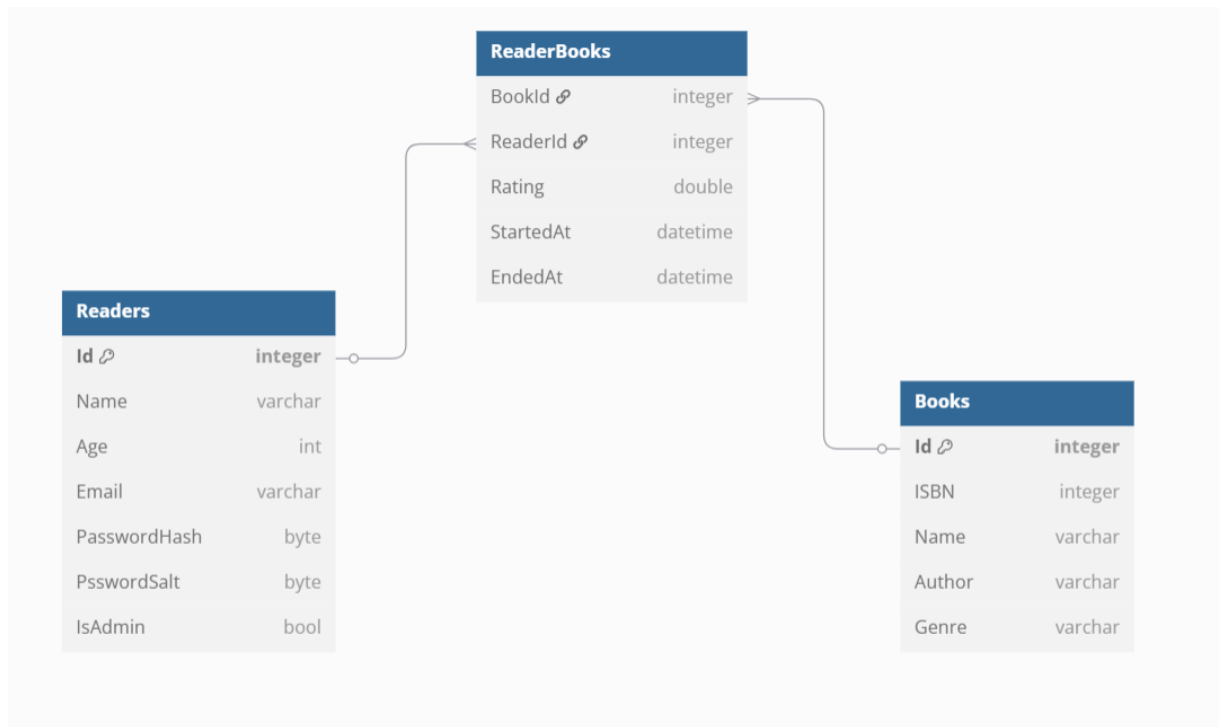 ReaderBooks
BookId integer
ReaderId integer
Rating double
StartedAt datetime
EndedAt datetime
Readers
Id integer
Name varchar
Age int
Email varchar
PasswordHash byte
PsswordSalt byte
IsAdmin bool
Books
Id integer
ISBN integer
Name varchar
Author varchar
Genre varchar